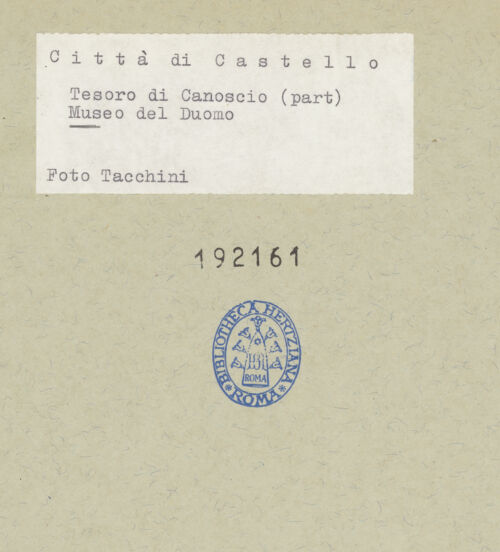 Città di Castello
Tesoro di Canoscio (part)
Museo del Duomo
Foto Tacchini
192161
BIBLIOTHECA HERTZIANA
ROMA
ROMA